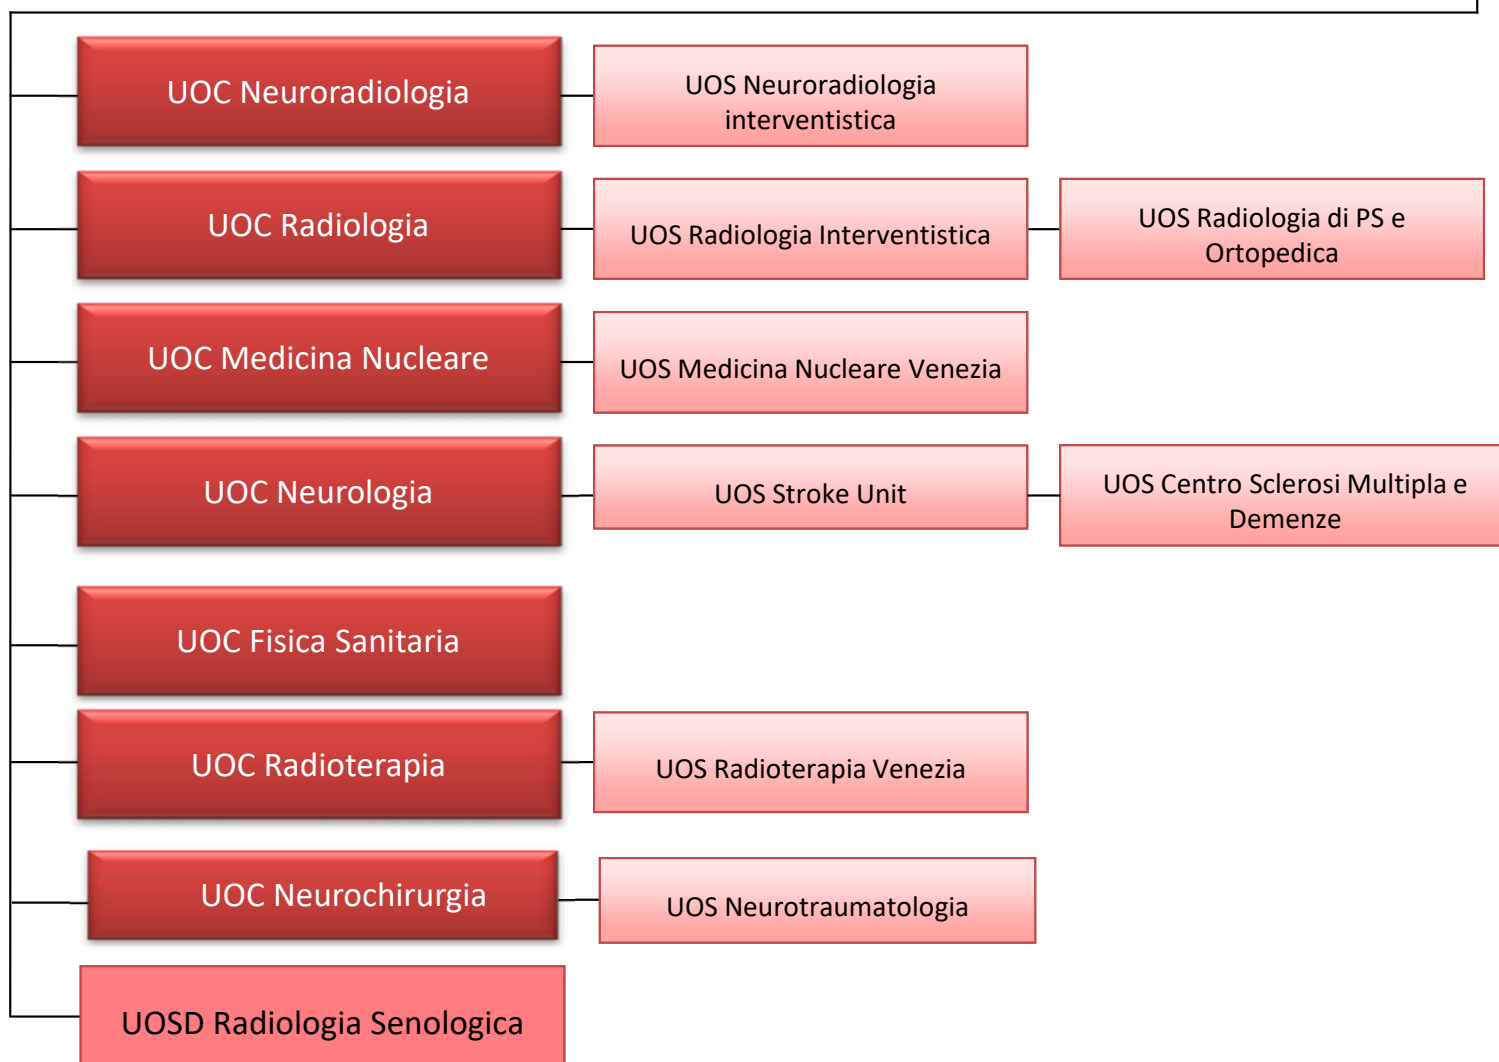 UOC Neuroradiologia
UOS Neuroradiologia
interventistica
UOC Radiologia
UOS Radiologia Interventistica
UOS Radiologia di PS e
Ortopedica
UOC Medicina Nucleare
UOS Medicina Nucleare Venezia
UOC Neurologia
UOS Stroke Unit
UOS Centro Sclerosi Multipla e
Demenze
UOC Fisica Sanitaria
UOC Radioterapia
UOS Radioterapia Venezia
UOC Neurochirurgia
UOS Neurotraumatologia
UOSD Radiologia Senologica